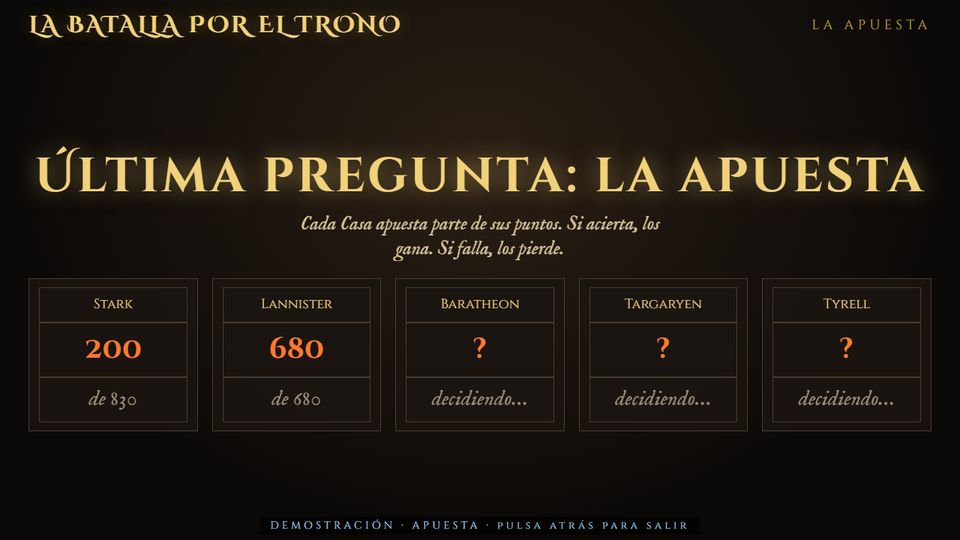 LA BATALLA POR EL TRONO
LA APUESTA
ÚLTIMA PREGUNTA: LA APUESTA
Cada Casa apuesta parte de sus puntos. Si acierta, los
gana. Si falla, los pierde.
Stark
Lannister
Baratheon
Targaryen
Tyrell
200
680
?
?
?
de 830
de 680
decidiendo...
decidiendo...
decidiendo...
DEMOSTRACIÓN · APUESTA · PULSA ATRÁS PARA SALIR